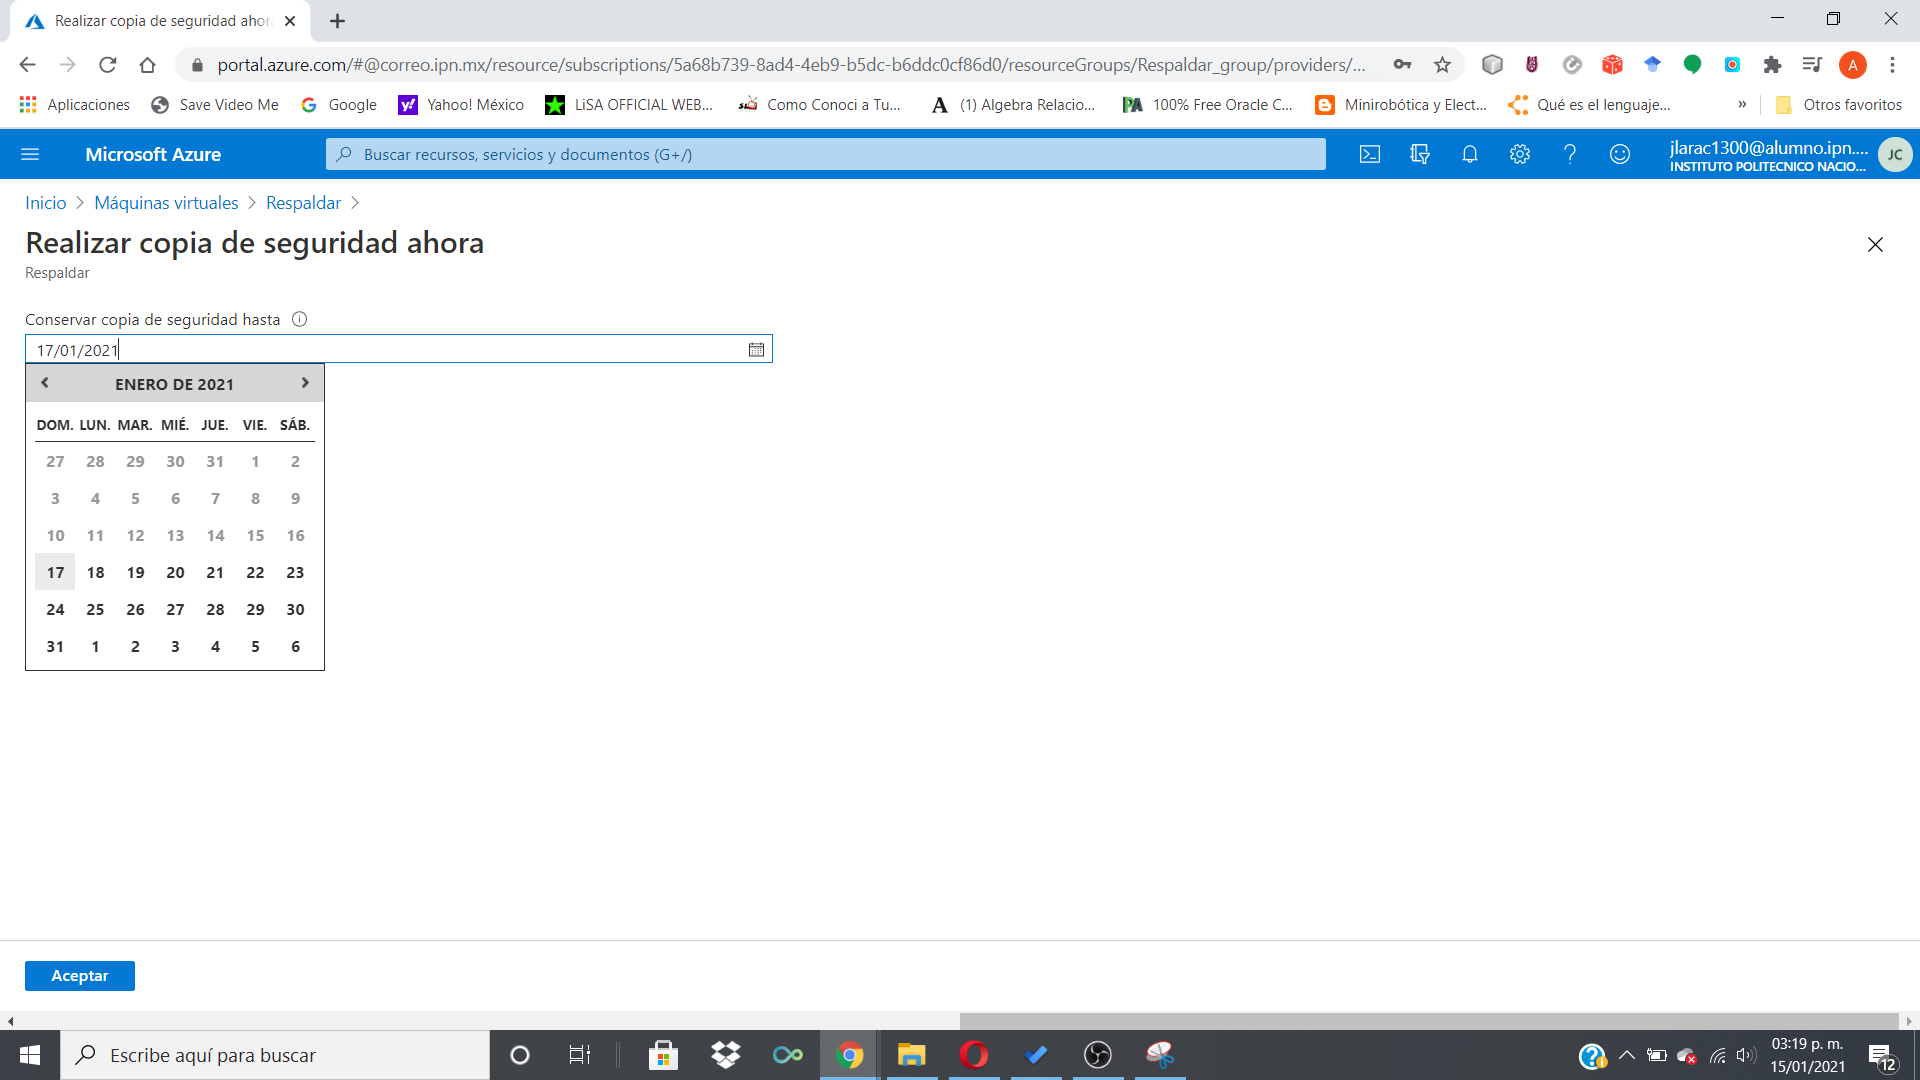 Realizar copia de seguridad ahora
portal.azure.com/#@correo.ipn.mx/resource/subscriptions/5a68b739-8ad4-4eb9-b5dc-b6ddc0cf86d0/resourceGroups/Respaldar_group/providers/...
A
Aplicaciones
Save Video Me
Google
Yahoo! México
LiSA OFFICIAL WEB...
Como Conoci a Tu...
(1) Algebra Relacio...
100% Free Oracle C...
Minirobótica y Elect...
Qué es el lenguaje...
»
Otros favoritos
Microsoft Azure
Buscar recursos, servicios y documentos (G+/)
jlarac1300@alumno.ipn....
INSTITUTO POLITECNICO NACIO...
JC
Inicio > Máquinas virtuales > Respaldar >
Realizar copia de seguridad ahora
Respaldar
Conservar copia de seguridad hasta
17/01/2021
ENERO DE 2021
DOM. LUN. MAR. MIÉ. JUE. VIE. SÁB.
27 28 29 30 31 1 2
3 4 5 6 7 8 9
10 11 12 13 14 15 16
17 18 19 20 21 22 23
24 25 26 27 28 29 30
31 1 2 3 4 5 6
Aceptar
Escribe aquí para buscar
03:19 p. m.
15/01/2021
12